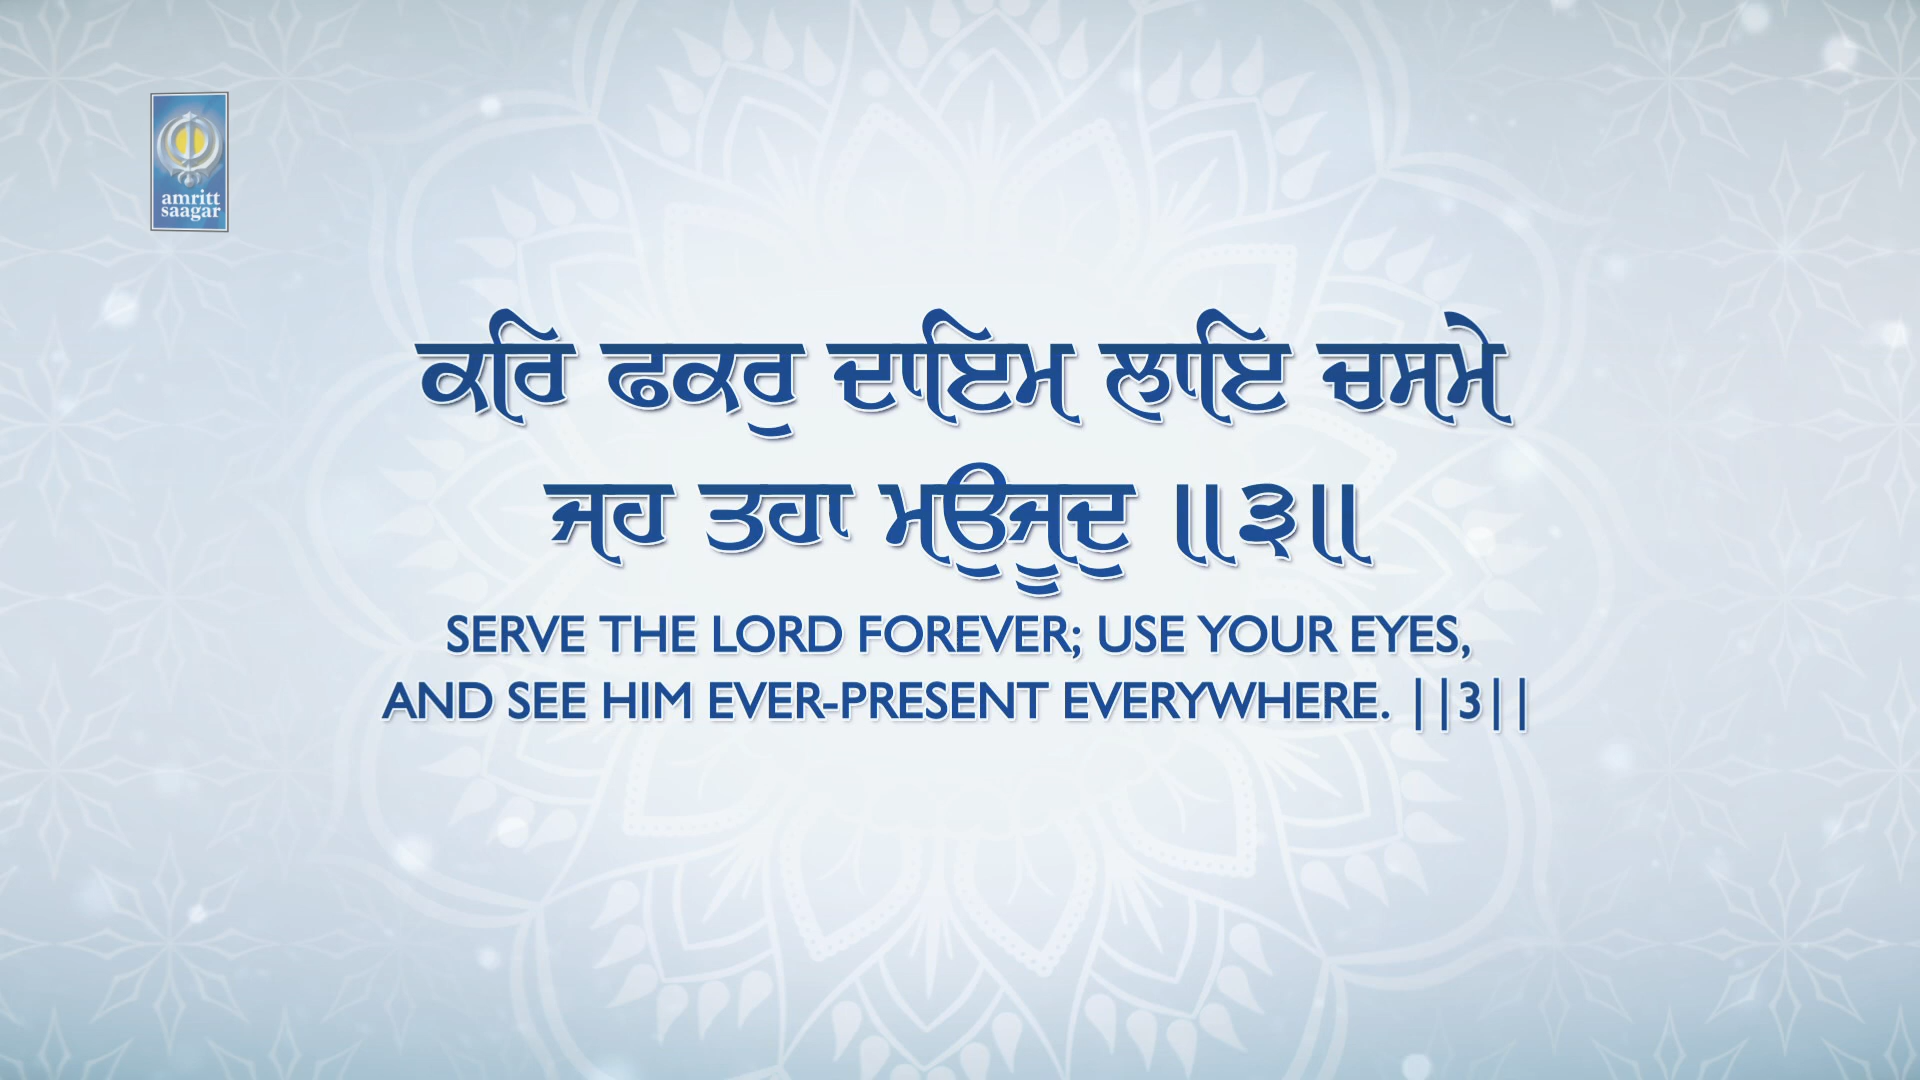 amritt
saagar
ਕਰਿ ਫਕਰੁ ਦਾਇਮ ਲਾਇ ਚਸਮੇ
ਜਹ ਤਹਾ ਮਉਜੂਦੁ ॥੩॥
SERVE THE LORD FOREVER; USE YOUR EYES,
AND SEE HIM EVER-PRESENT EVERYWHERE. ||3||